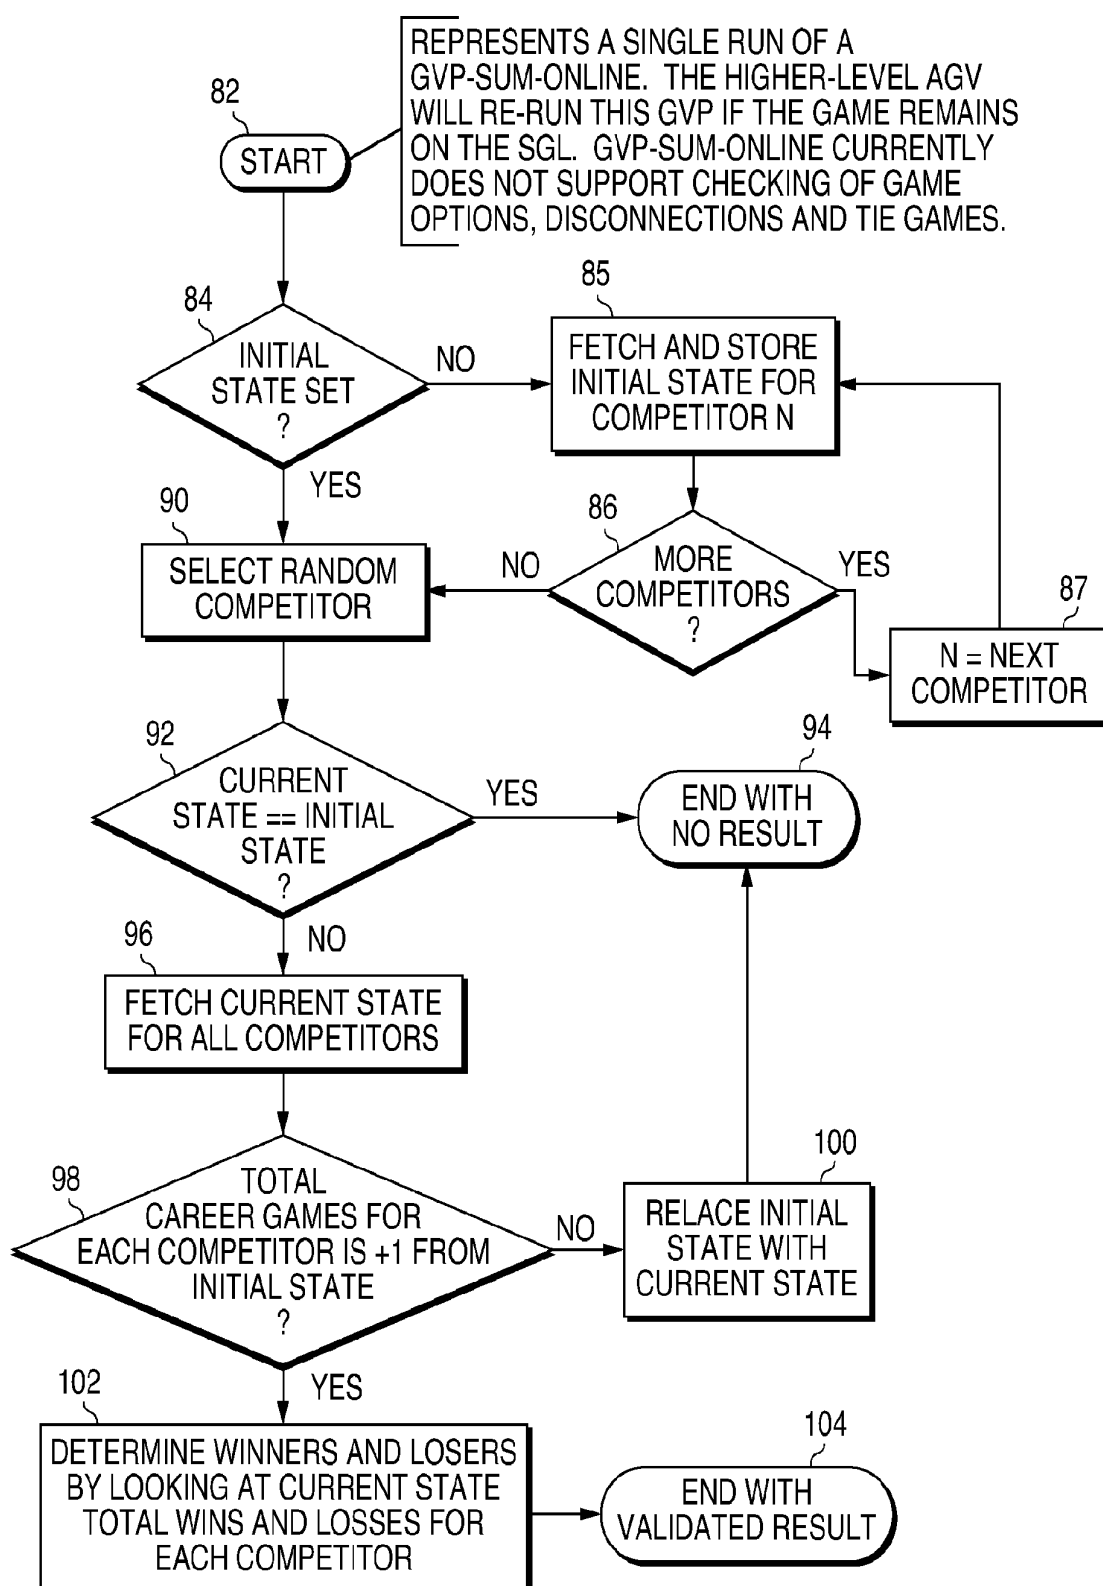 REPRESENTS A SINGLE RUN OF A
GVP-SUM-ONLINE. THE HIGHER-LEVEL AGV
WILL RE-RUN THIS GVP IF THE GAME REMAINS
ON THE SGL. GVP-SUM-ONLINE CURRENTLY
DOES NOT SUPPORT CHECKING OF GAME
OPTIONS, DISCONNECTIONS AND TIE GAMES.
82
START
84
INITIAL
STATE SET
?
NO
YES
85
FETCH AND STORE
INITIAL STATE FOR
COMPETITOR N
86
MORE
COMPETITORS
?
NO
YES
87
N = NEXT
COMPETITOR
90
SELECT RANDOM
COMPETITOR
92
CURRENT
STATE == INITIAL
STATE
?
YES
NO
94
END WITH
NO RESULT
96
FETCH CURRENT STATE
FOR ALL COMPETITORS
98
TOTAL
CAREER GAMES FOR
EACH COMPETITOR IS +1 FROM
INITIAL STATE
?
NO
YES
100
RELACE INITIAL
STATE WITH
CURRENT STATE
102
DETERMINE WINNERS AND LOSERS
BY LOOKING AT CURRENT STATE
TOTAL WINS AND LOSSES FOR
EACH COMPETITOR
104
END WITH
VALIDATED RESULT